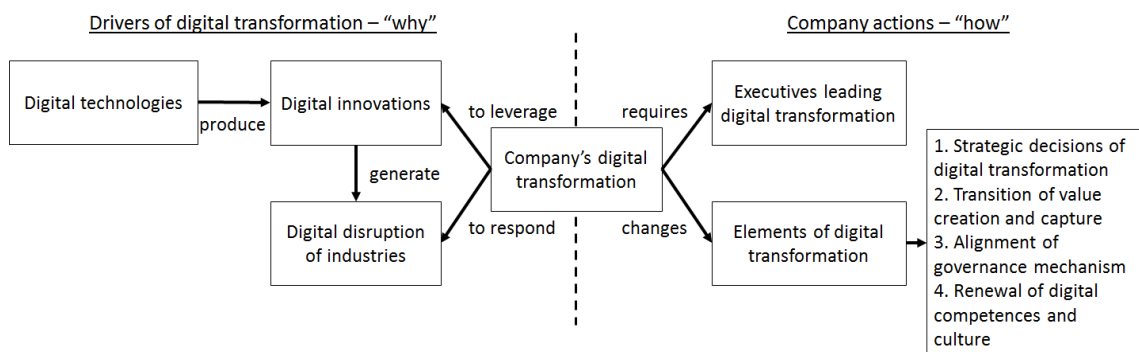 Drivers of digital transformation – “why”
Company actions – “how”
Digital technologies
produce
Digital innovations
generate
Digital disruption
of industries
to leverage
to respond
Company’s digital
transformation
requires
changes
Executives leading
digital transformation
Elements of digital
transformation
1. Strategic decisions of
digital transformation
2. Transition of value
creation and capture
3. Alignment of
governance mechanism
4. Renewal of digital
competences and
culture